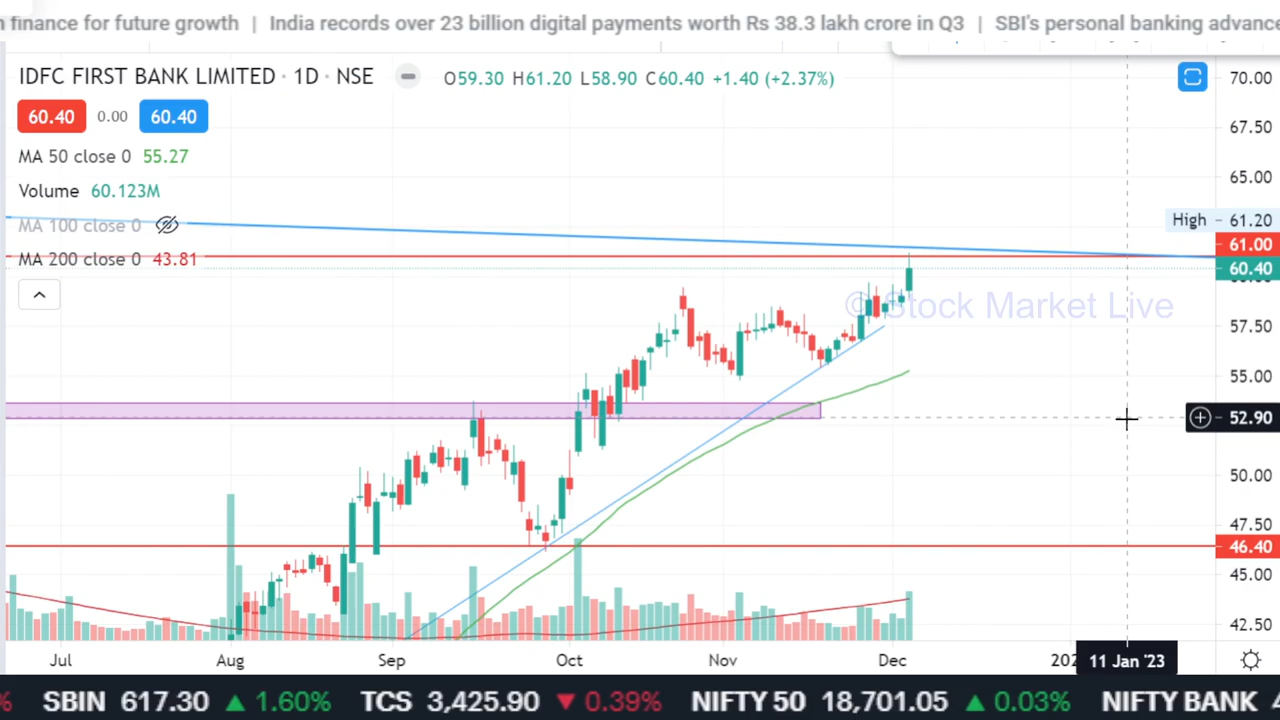 n finance for future growth | India records over 23 billion digital payments worth Rs 38.3 lakh crore in Q3 | SBI's personal banking advance
IDFC FIRST BANK LIMITED · 1D · NSE O59.30 H61.20 L58.90 C60.40 +1.40 (+2.37%)
60.40 0.00 60.40
MA 50 close 0 55.27
Volume 60.123M
MA 100 close 0
MA 200 close 0 43.81
70.00
67.50
65.00
High 61.20
61.00
60.40
57.50
55.00
52.90
50.00
47.50
46.40
45.00
42.50
© Stock Market Live
Jul Aug Sep Oct Nov Dec 202 11 Jan '23
% SBIN 617.30 ▲ 1.60% TCS 3,425.90 ▼ 0.39% NIFTY 50 18,701.05 ▲ 0.03% NIFTY BANK